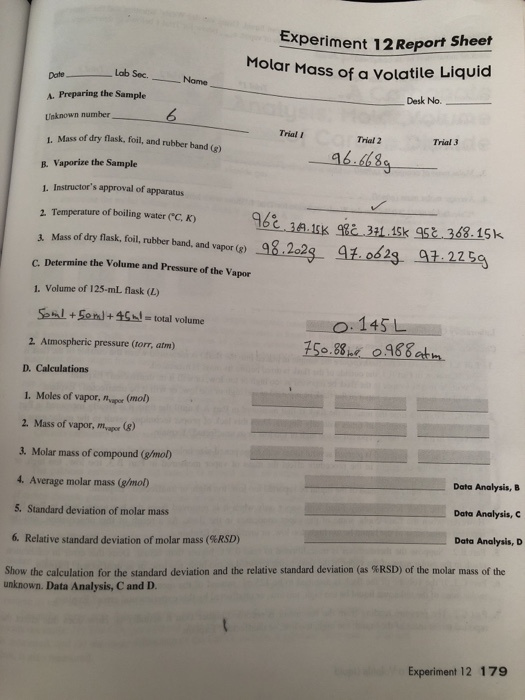 Experiment 12 Report Sheet
Molar Mass of a Volatile Liquid
Date Lab Sec. Name Desk No.
A. Preparing the Sample
Unknown number 6
Trial 1 Trial 2 Trial 3
1. Mass of dry flask, foil, and rubber band (g) 96.668g
B. Vaporize the Sample
1. Instructor's approval of apparatus ✓
2. Temperature of boiling water (°C, K) 96°C 369.15K 98°C 371.15K 95°C 368.15K
3. Mass of dry flask, foil, rubber band, and vapor (g) 98.202g 97.062g 97.225g
C. Determine the Volume and Pressure of the Vapor
1. Volume of 125-mL flask (L)
50ml + 50ml + 45ml = total volume 0.145L
2. Atmospheric pressure (torr, atm) 750.88 torr 0.988atm
D. Calculations
1. Moles of vapor, nvapor (mol)
2. Mass of vapor, mvapor (g)
3. Molar mass of compound (g/mol)
4. Average molar mass (g/mol) Data Analysis, B
5. Standard deviation of molar mass Data Analysis, C
6. Relative standard deviation of molar mass (%RSD) Data Analysis, D
Show the calculation for the standard deviation and the relative standard deviation (as %RSD) of the molar mass of the
unknown. Data Analysis, C and D.
Experiment 12 179